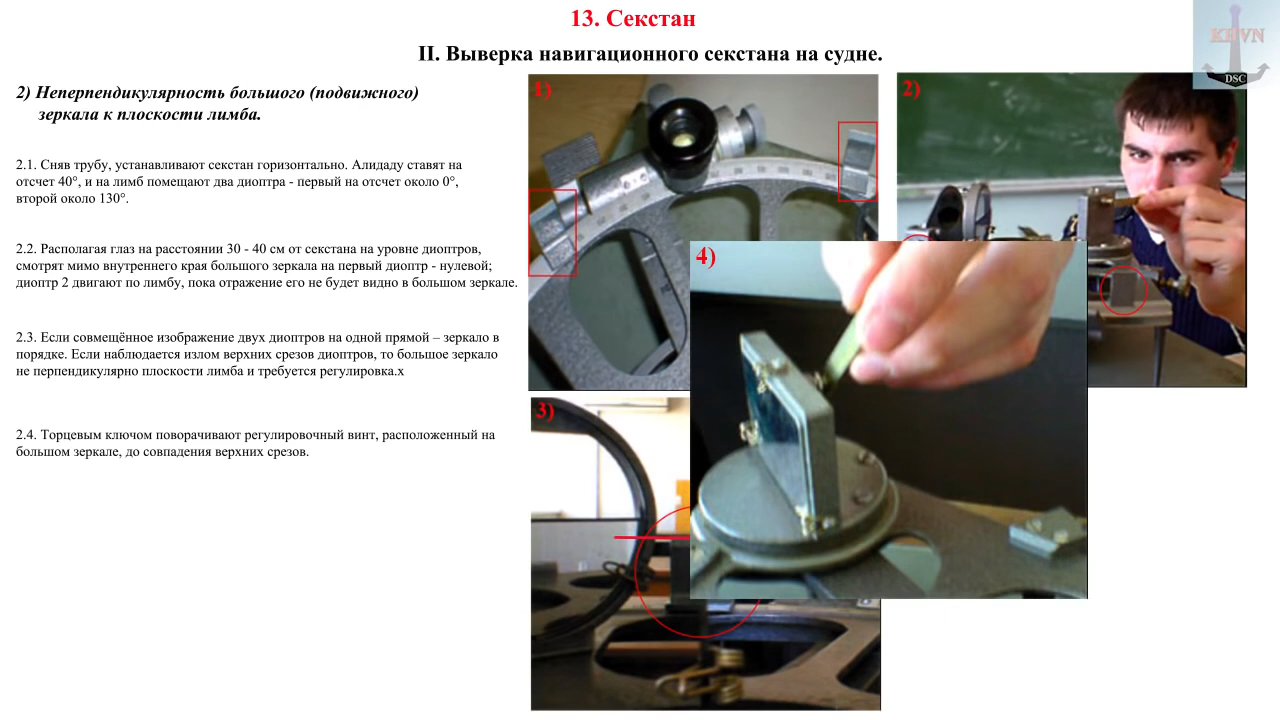 13. Секстан
II. Выверка навигационного секстана на судне.
KDVN
DSC
2) Неперпендикулярность большого (подвижного)
зеркала к плоскости лимба.
2.1. Сняв трубу, устанавливают секстан горизонтально. Алидаду ставят на
отсчет 40°, и на лимб помещают два диоптра - первый на отсчет около 0°,
второй около 130°.
2.2. Располагая глаз на расстоянии 30 - 40 см от секстана на уровне диоптров,
смотрят мимо внутреннего края большого зеркала на первый диоптр - нулевой;
диоптр 2 двигают по лимбу, пока отражение его не будет видно в большом зеркале.
2.3. Если совмещённое изображение двух диоптров на одной прямой – зеркало в
порядке. Если наблюдается излом верхних срезов диоптров, то большое зеркало
не перпендикулярно плоскости лимба и требуется регулировка.x
2.4. Торцевым ключом поворачивают регулировочный винт, расположенный на
большом зеркале, до совпадения верхних срезов.
1)
2)
4)
3)